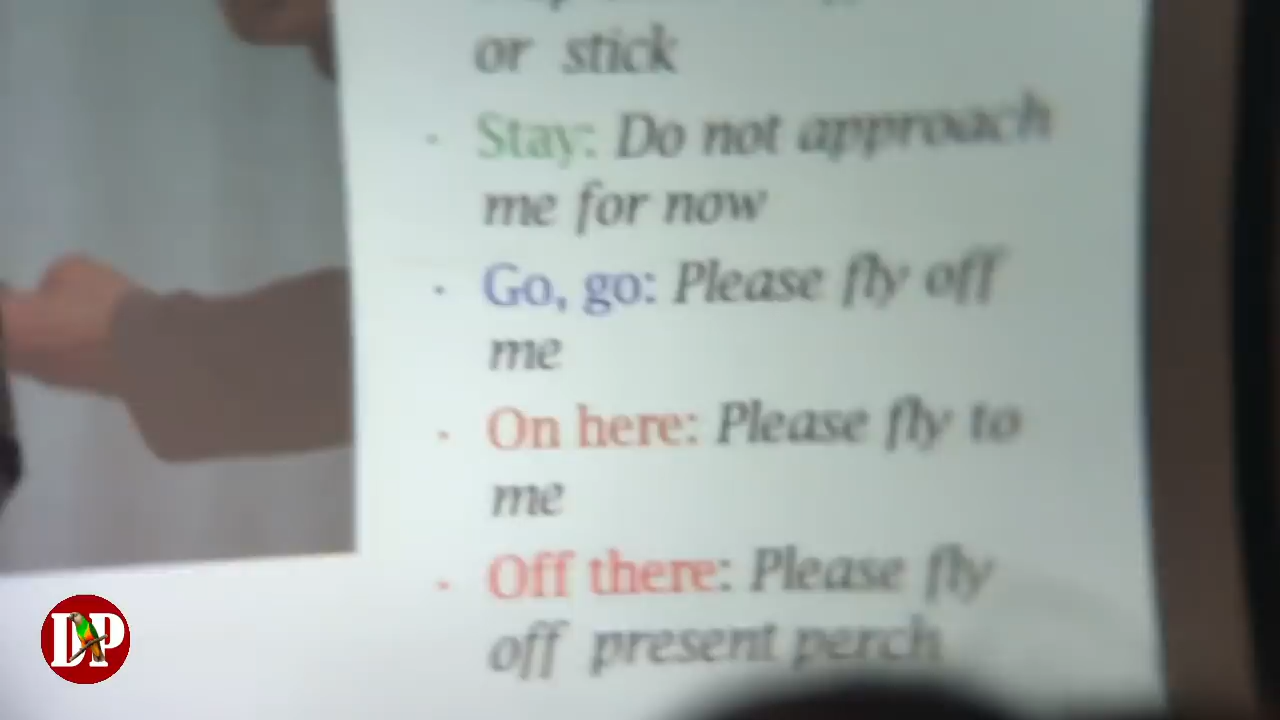 or stick
· Stay: Do not approach
me for now
· Go, go: Please fly off
me
· On here: Please fly to
me
· Off there: Please fly
off present perch
DP